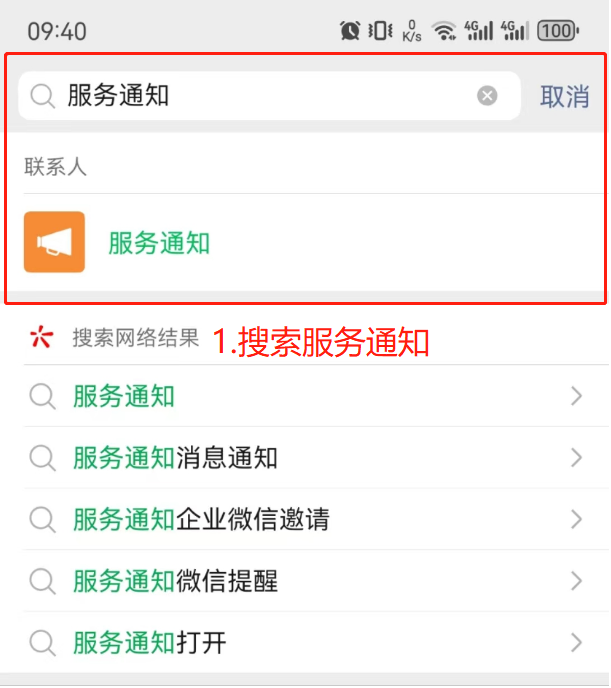 09:40 0 K/s 4G 4G 100
服务通知 取消
联系人
服务通知
搜索网络结果 1.搜索服务通知
服务通知
服务通知消息通知
服务通知企业微信邀请
服务通知微信提醒
服务通知打开